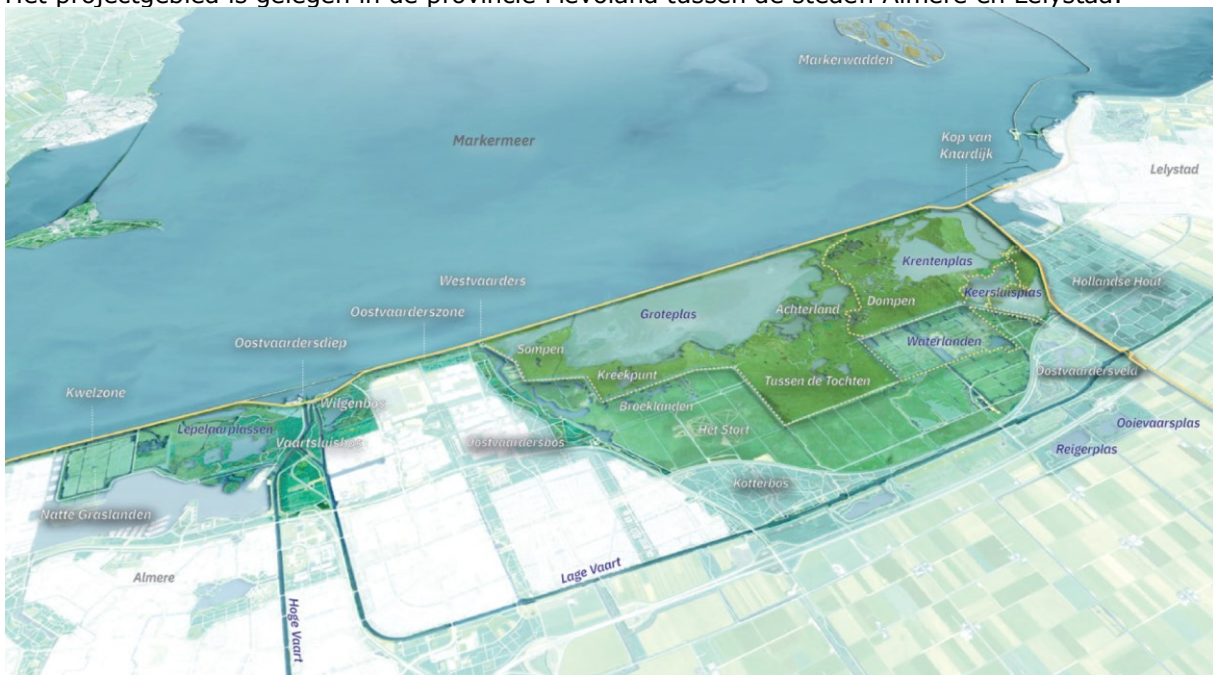 Het projectgebied is gelegen in de provincie Flevoland tussen de steden Almere en Lelystad.
Markerwadden
Markermeer
Kop van
Knardijk
Lelystad
Westvaarders
Krentenplas
Hollandse Hout
Keersluisplas
Oostvaarderszone
Groteplas
Achterland
Dompen
Oostvaardersdiep
Sompen
Waterlanden
Kreekpunt
Tussen de Tochten
Oostvaardersveld
Kwelzone
Wilgenbos
Broeklanden
Lepelaarplassen
Vaartsluisbos
Oostvaardersbos
Het Stort
Ooievaarsplas
Reigerplas
Kotterbos
Natte Graslanden
Almere
Lage Vaart
Hoge Vaart